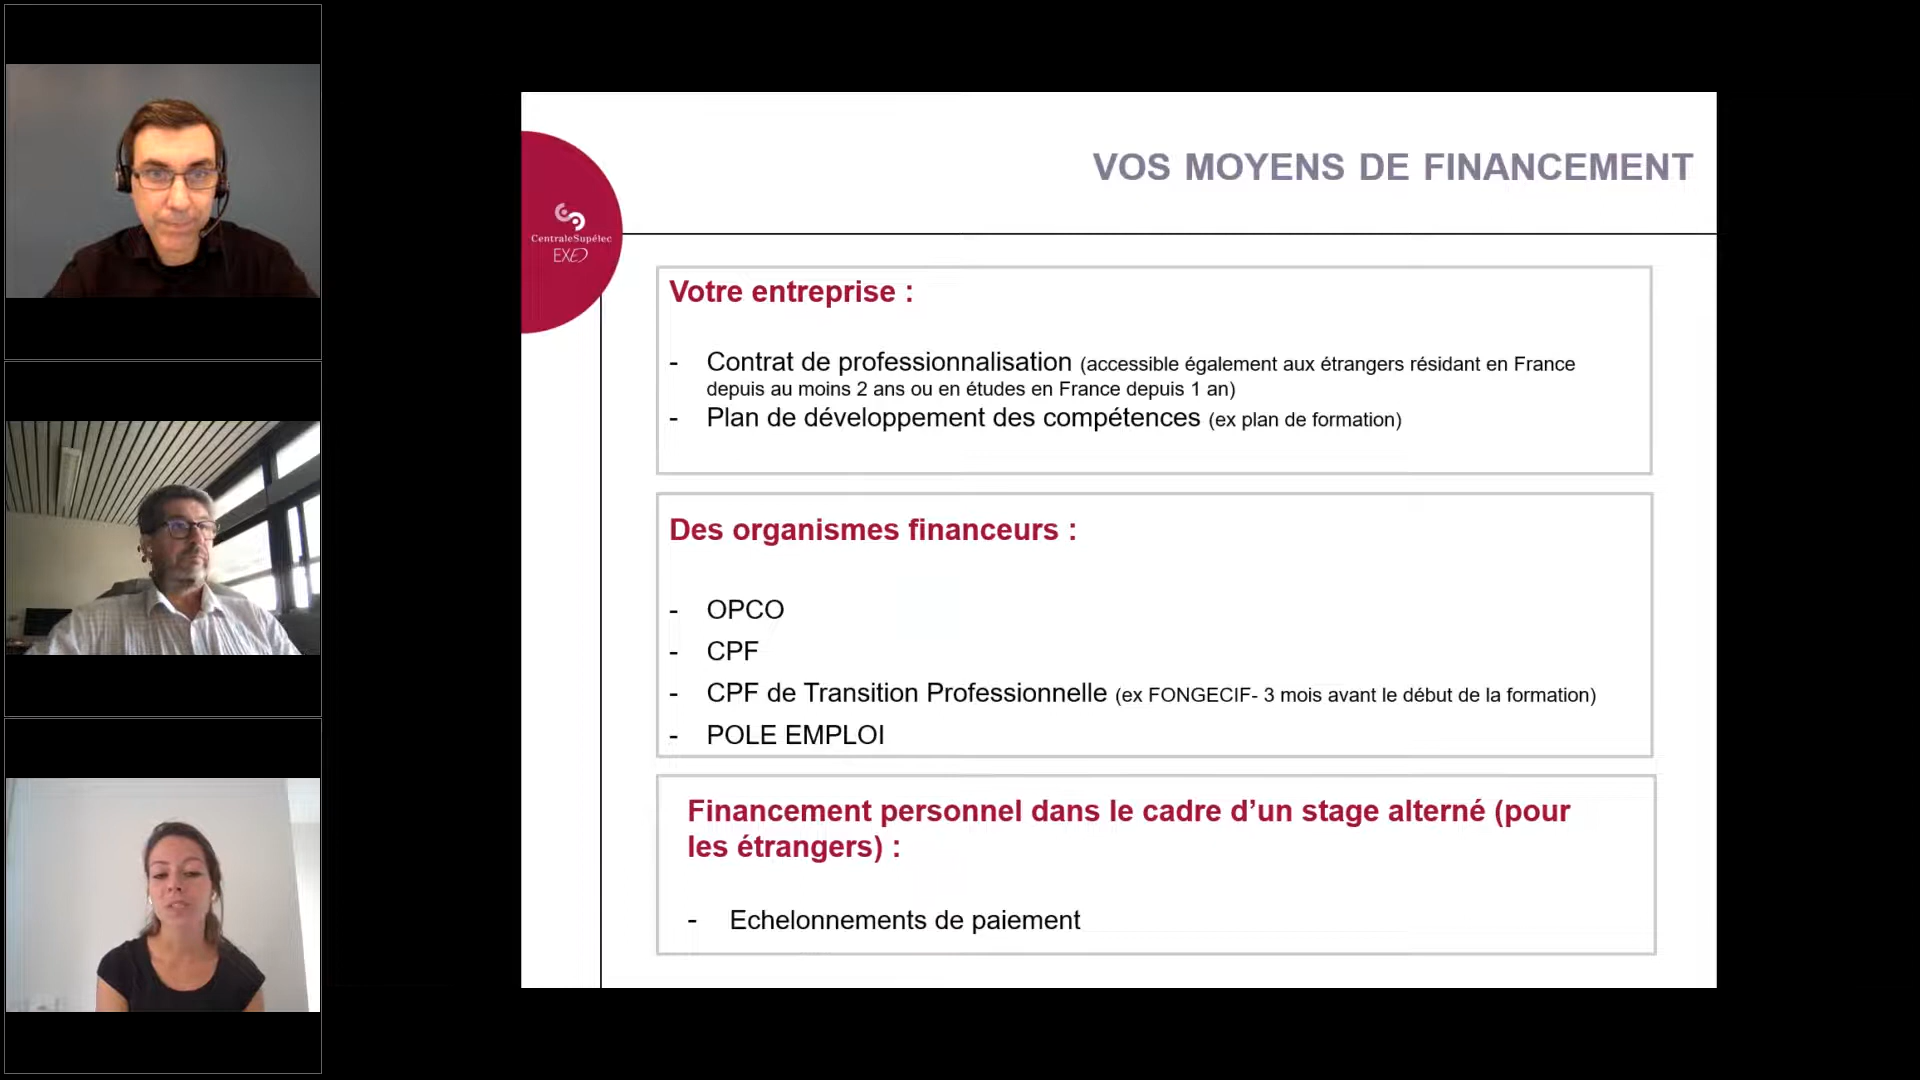 VOS MOYENS DE FINANCEMENT
CentraleSupélec
EXED
Votre entreprise :
- Contrat de professionnalisation (accessible également aux étrangers résidant en France
depuis au moins 2 ans ou en études en France depuis 1 an)
- Plan de développement des compétences (ex plan de formation)
Des organismes financeurs :
- OPCO
- CPF
- CPF de Transition Professionnelle (ex FONGECIF- 3 mois avant le début de la formation)
- POLE EMPLOI
Financement personnel dans le cadre d’un stage alterné (pour
les étrangers) :
- Echelonnements de paiement